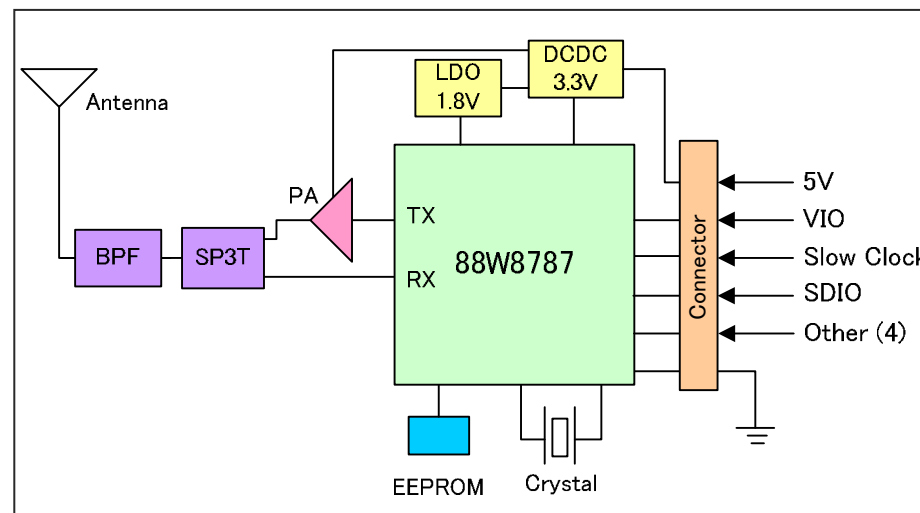 DCDC
3.3V
LDO
1.8V
Antenna
PA
5V
TX
VIO
BPF
SP3T
88W8787
Connector
Slow Clock
RX
SDIO
Other (4)
EEPROM
Crystal